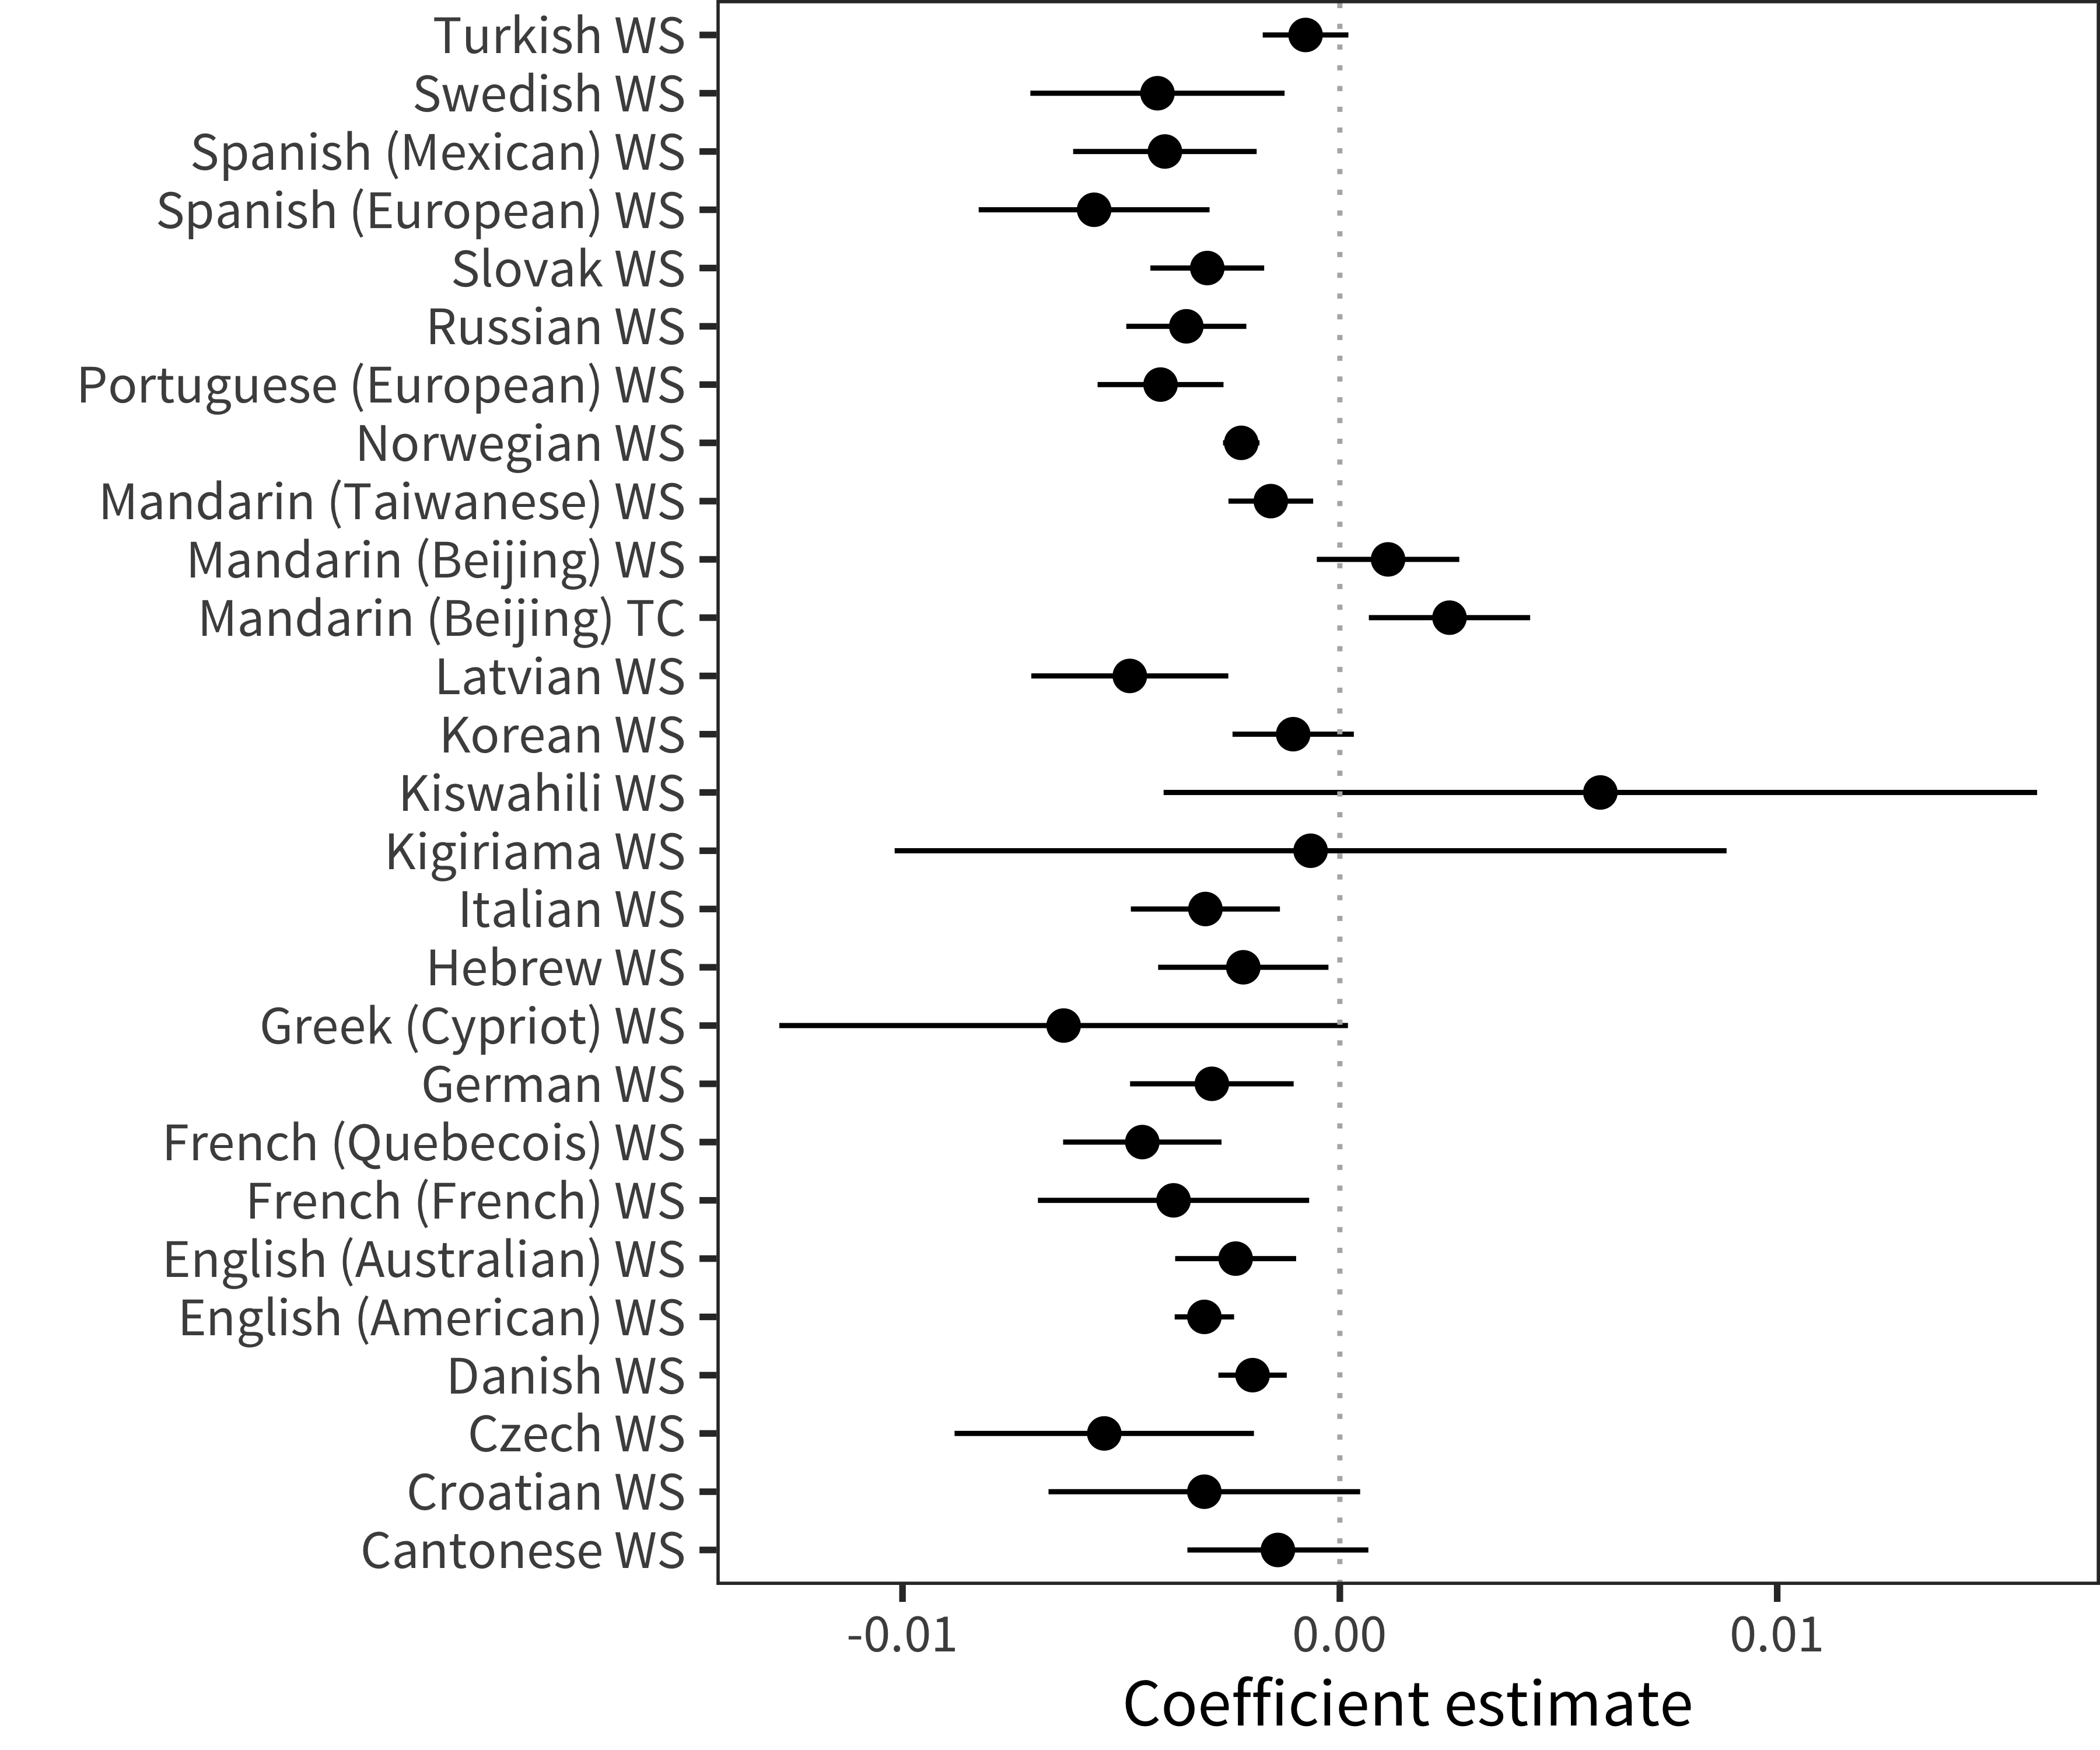 Turkish WS
Swedish WS
Spanish (Mexican) WS
Spanish (European) WS
Slovak WS
Russian WS
Portuguese (European) WS
Norwegian WS
Mandarin (Taiwanese) WS
Mandarin (Beijing) WS
Mandarin (Beijing) TC
Latvian WS
Korean WS
Kiswahili WS
Kigiriama WS
Italian WS
Hebrew WS
Greek (Cypriot) WS
German WS
French (Quebecois) WS
French (French) WS
English (Australian) WS
English (American) WS
Danish WS
Czech WS
Croatian WS
Cantonese WS
-0.01 0.00 0.01
Coefficient estimate